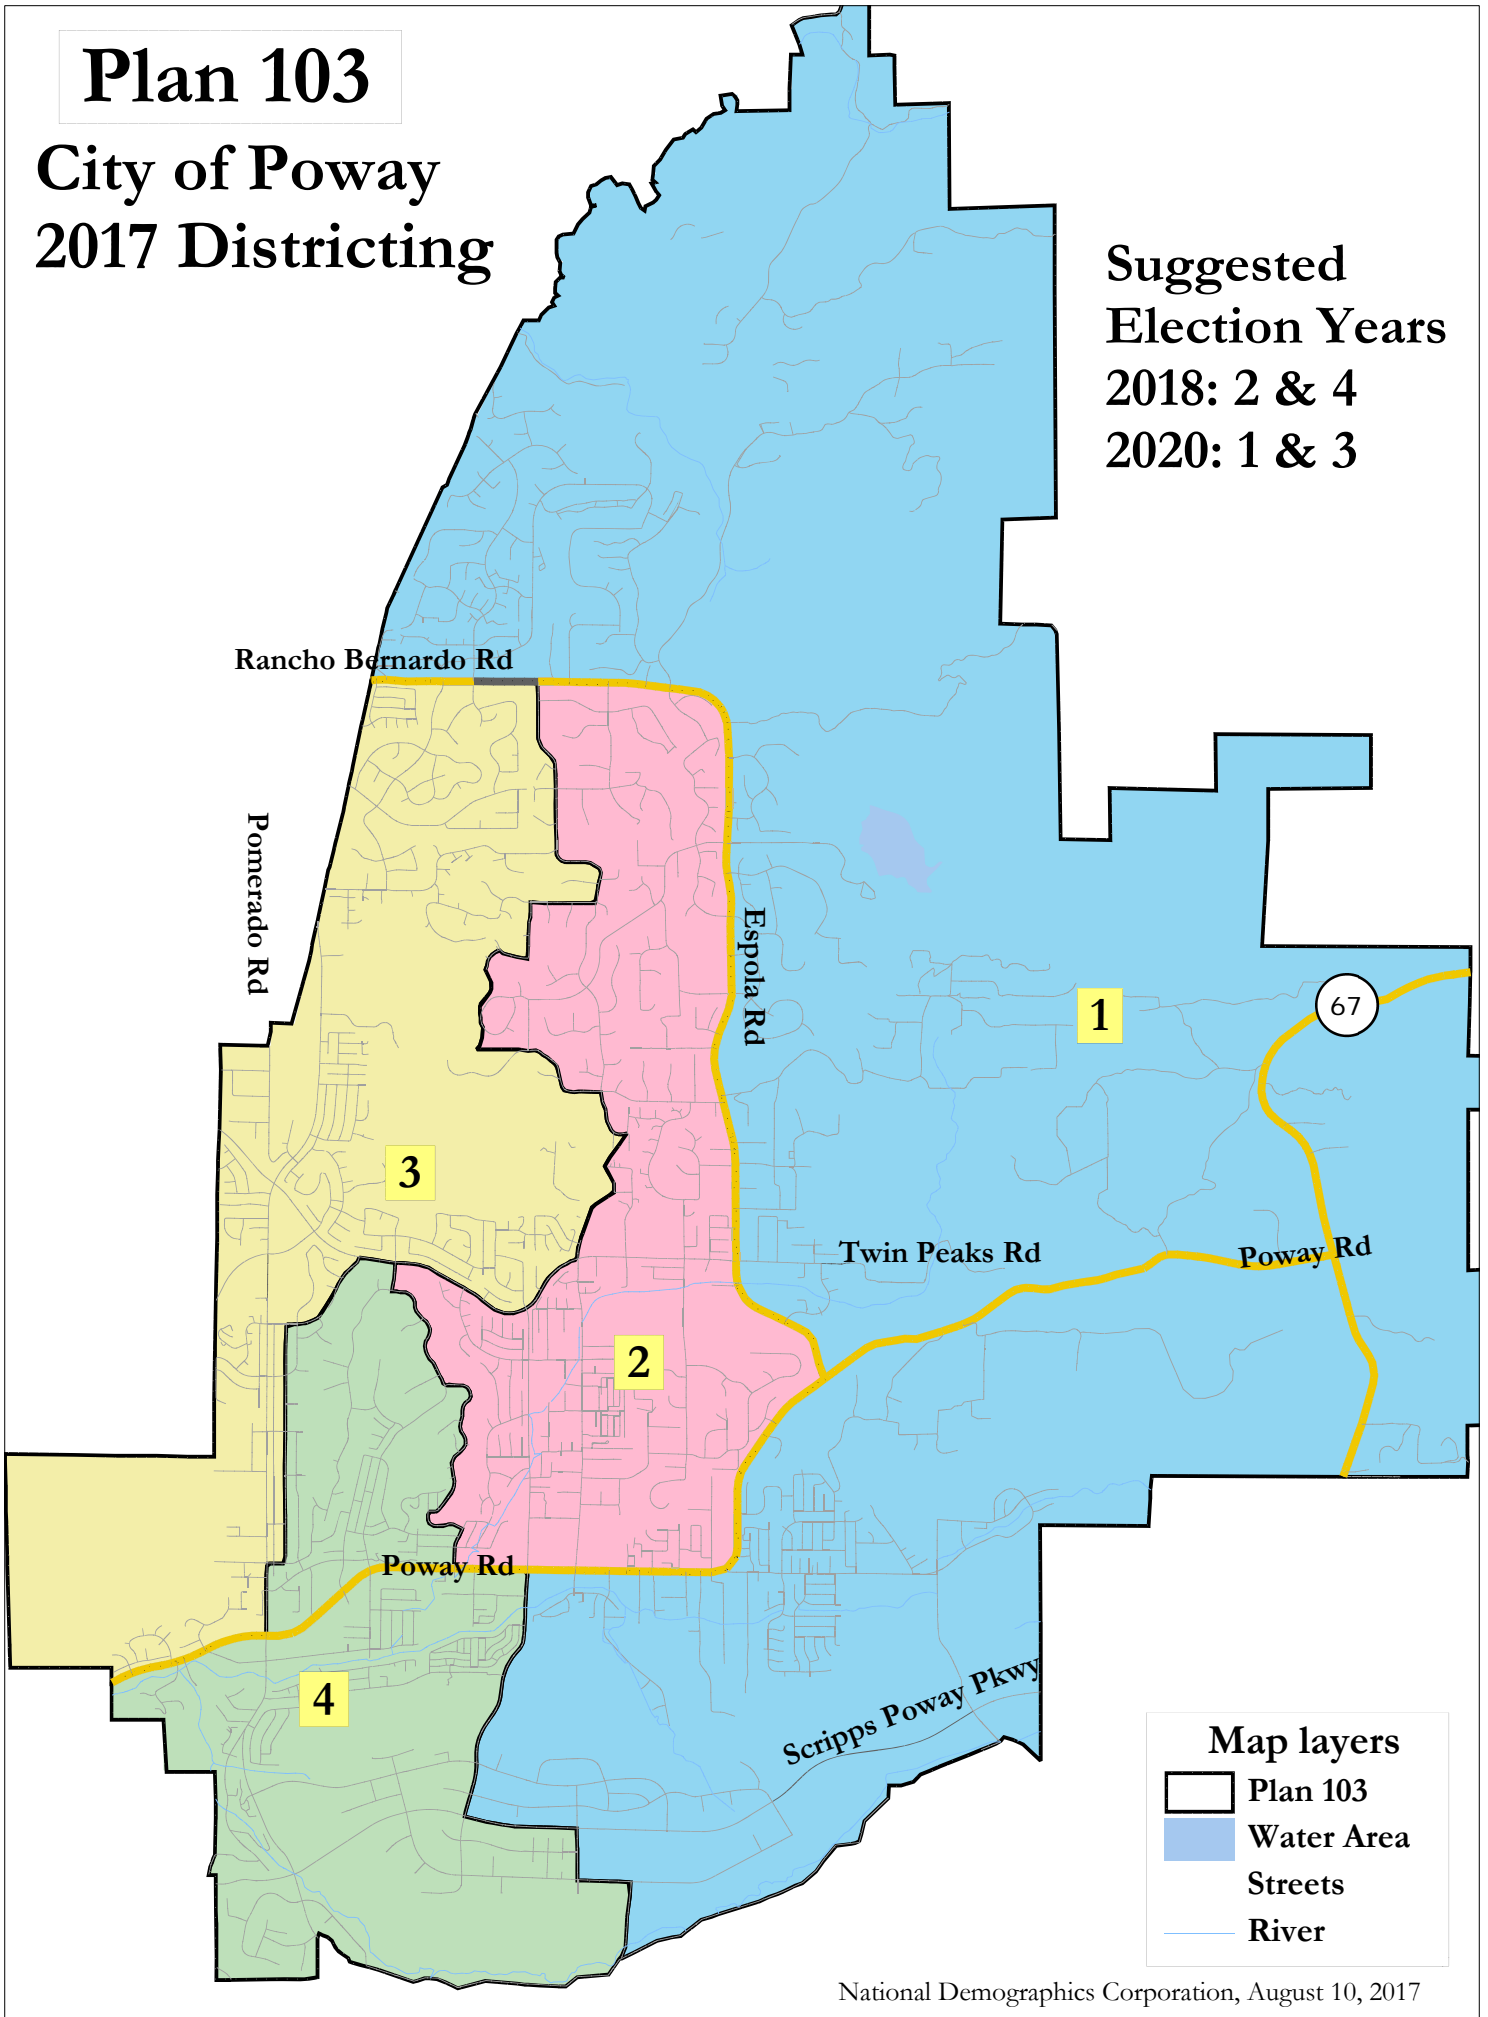 Plan 103
City of Poway
2017 Districting
Suggested
Election Years
2018: 2 & 4
2020: 1 & 3
Rancho Bernardo Rd
Pomerado Rd
Espola Rd
1
67
3
Twin Peaks Rd
Poway Rd
2
Poway Rd
4
Scripps Poway Pkwy
Map layers
Plan 103
Water Area
Streets
River
National Demographics Corporation, August 10, 2017